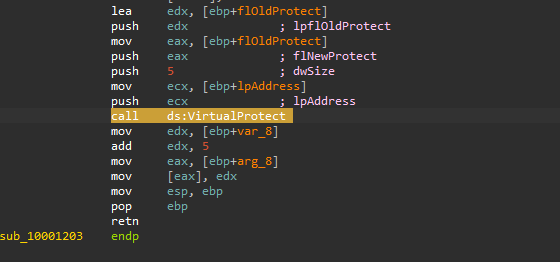 lea edx, [ebp+flOldProtect]
push edx ; lpflOldProtect
mov eax, [ebp+flOldProtect]
push eax ; flNewProtect
push 5 ; dwSize
mov ecx, [ebp+lpAddress]
push ecx ; lpAddress
call ds:VirtualProtect
mov edx, [ebp+var_8]
add edx, 5
mov eax, [ebp+arg_8]
mov [eax], edx
mov esp, ebp
pop ebp
retn
sub_10001203 endp